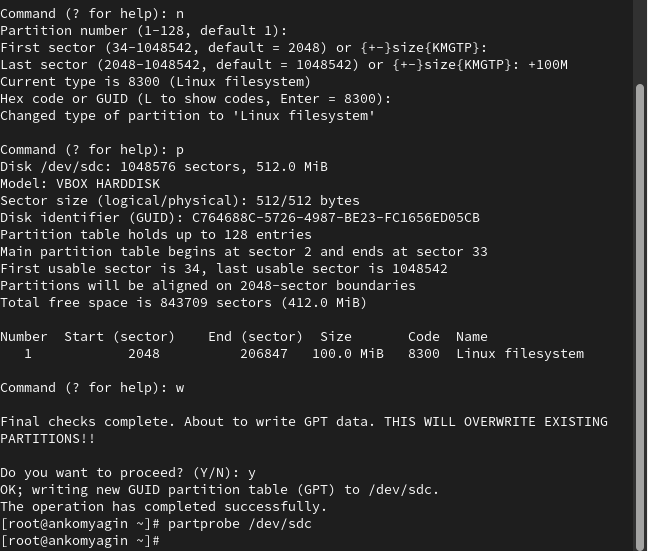 Command (? for help): n
Partition number (1-128, default 1):
First sector (34-1048542, default = 2048) or {+-}size{KMGTP}:
Last sector (2048-1048542, default = 1048542) or {+-}size{KMGTP}: +100M
Current type is 8300 (Linux filesystem)
Hex code or GUID (L to show codes, Enter = 8300):
Changed type of partition to 'Linux filesystem'

Command (? for help): p
Disk /dev/sdc: 1048576 sectors, 512.0 MiB
Model: VBOX HARDDISK
Sector size (logical/physical): 512/512 bytes
Disk identifier (GUID): C764688C-5726-4987-BE23-FC1656ED05CB
Partition table holds up to 128 entries
Main partition table begins at sector 2 and ends at sector 33
First usable sector is 34, last usable sector is 1048542
Partitions will be aligned on 2048-sector boundaries
Total free space is 843709 sectors (412.0 MiB)

Number  Start (sector)    End (sector)  Size       Code  Name
   1            2048          206847   100.0 MiB   8300  Linux filesystem

Command (? for help): w

Final checks complete. About to write GPT data. THIS WILL OVERWRITE EXISTING
PARTITIONS!!

Do you want to proceed? (Y/N): y
OK; writing new GUID partition table (GPT) to /dev/sdc.
The operation has completed successfully.
[root@ankomyagin ~]# partprobe /dev/sdc
[root@ankomyagin ~]#